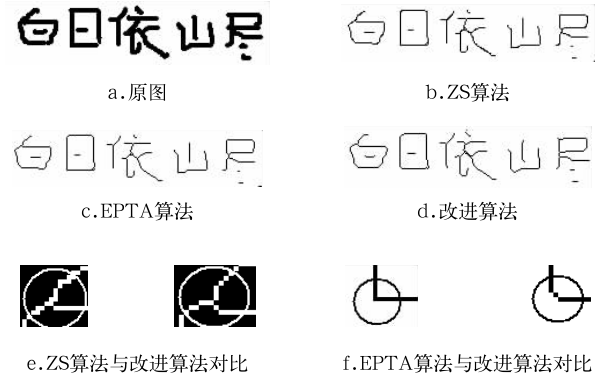 白日依山尽 白日依山尽
a.原图 b.ZS算法
白日依山尽 白日依山尽
c.EPTA算法 d.改进算法
e.ZS算法与改进算法对比 f.EPTA算法与改进算法对比